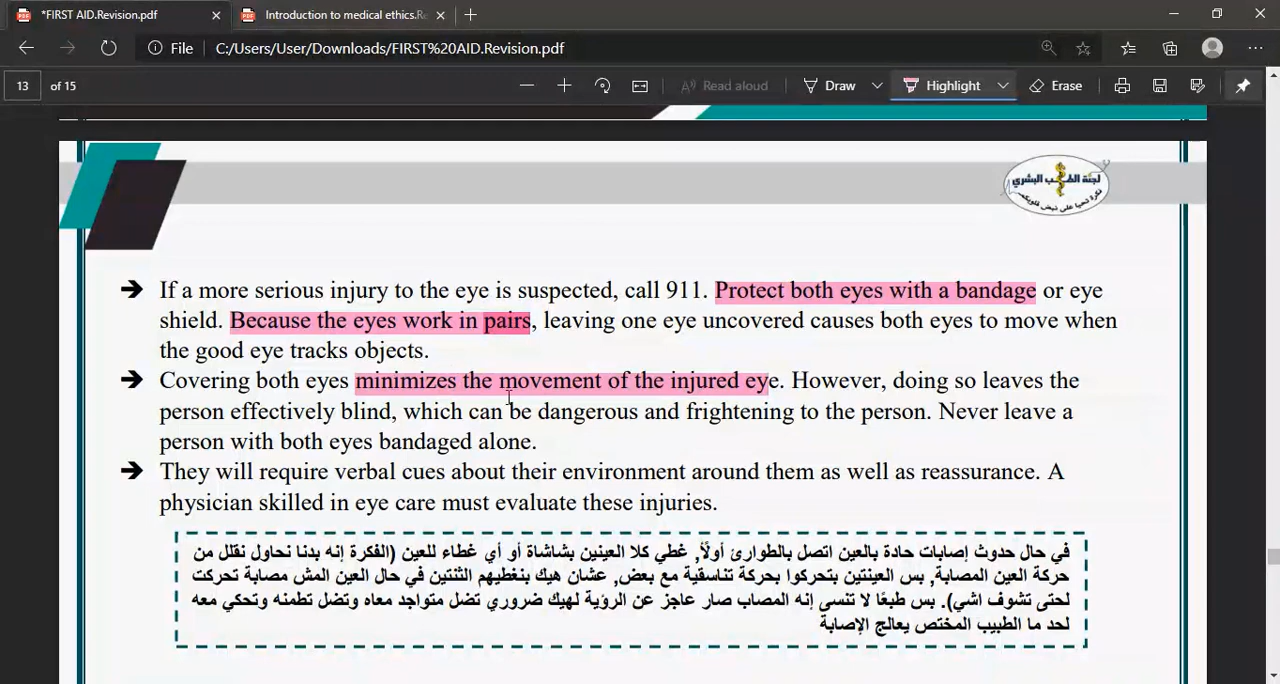 *FIRST AID.Revision.pdf
Introduction to medical ethics.Re
File C:/Users/User/Downloads/FIRST%20AID.Revision.pdf
13 of 15 Read aloud Draw Highlight Erase
لجنة الطب البشري
فكرة تحيا على نبض قلوبكم
➔ If a more serious injury to the eye is suspected, call 911. Protect both eyes with a bandage or eye
shield. Because the eyes work in pairs, leaving one eye uncovered causes both eyes to move when
the good eye tracks objects.
➔ Covering both eyes minimizes the movement of the injured eye. However, doing so leaves the
person effectively blind, which can be dangerous and frightening to the person. Never leave a
person with both eyes bandaged alone.
➔ They will require verbal cues about their environment around them as well as reassurance. A
physician skilled in eye care must evaluate these injuries.
في حال حدوث إصابات حادة بالعين اتصل بالطوارئ أولاً, غطي كلا العينين بشاشاة أو أي غطاء للعين (الفكرة إنه بدنا نحاول نقلل من
حركة العين المصابة, بس العينتين بتحركوا بحركة تناسقية مع بعض, عشان هيك بنغطيهم الثنتين في حال العين المش مصابة تحركت
لحتى تشوف اشي). بس طبعًا لا تنسى إنه المصاب صار عاجز عن الرؤية لهيك ضروري تضل متواجد معاه وتضل تطمنه وتحكي معه
لحد ما الطبيب المختص يعالج الإصابة